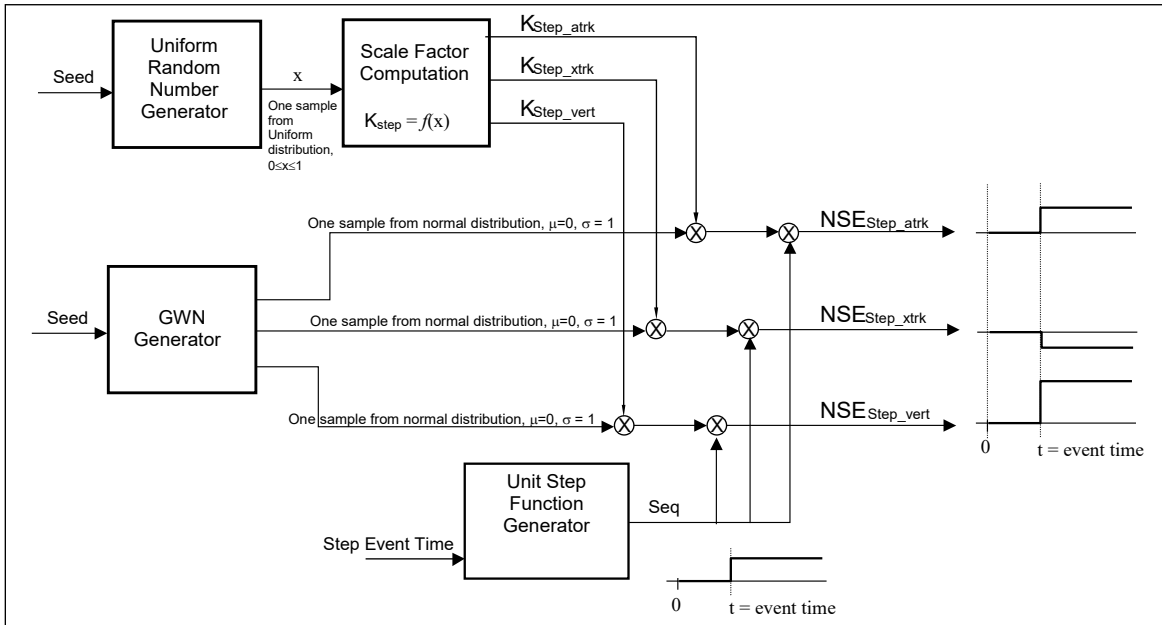 Uniform
Random
Number
Generator
Seed
x
One sample
from
Uniform
distribution,
0≤x≤1
Scale Factor
Computation
Kstep = f(x)
KStep_atrk
KStep_xtrk
KStep_vert
One sample from normal distribution, μ=0, σ = 1
X
X
NSEStep_atrk
Seed
GWN
Generator
One sample from normal distribution, μ=0, σ = 1
X
X
NSEStep_xtrk
One sample from normal distribution, μ=0, σ = 1
X
X
NSEStep_vert
0
t = event time
Unit Step
Function
Generator
Seq
Step Event Time
0
t = event time